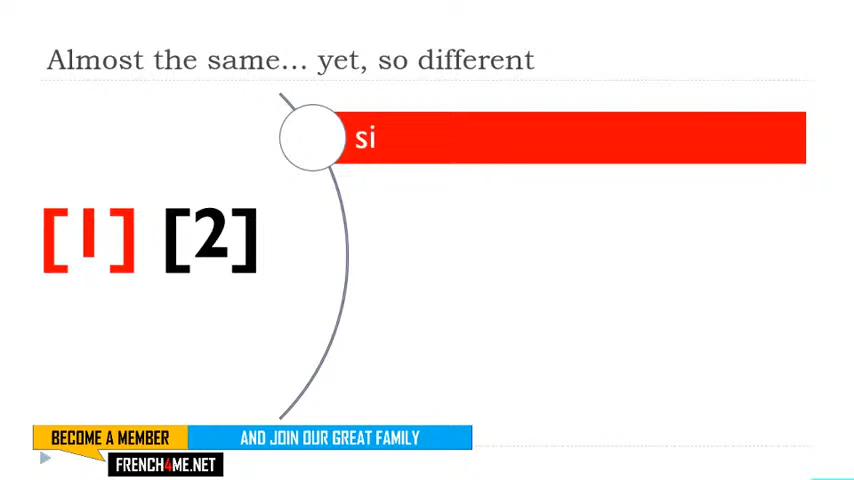 Almost the same... yet, so different
si
[1] [2]
BECOME A MEMBER
AND JOIN OUR GREAT FAMILY
FRENCH4ME.NET